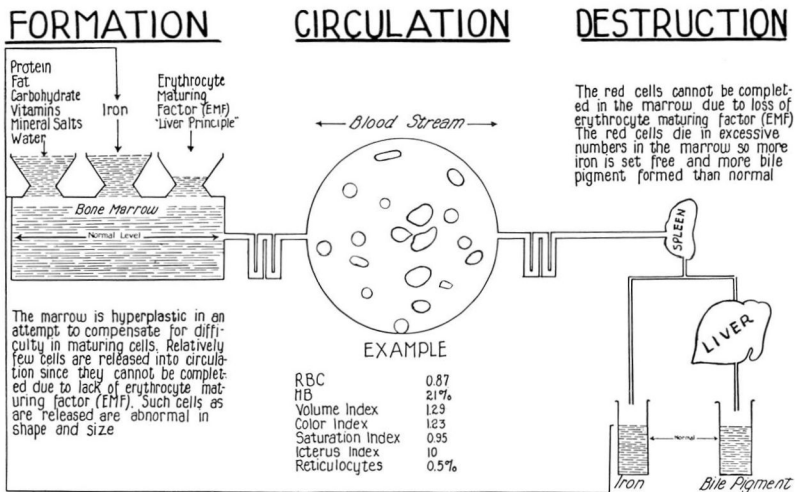 FORMATION
CIRCULATION
DESTRUCTION
Protein
Fat
Carbohydrate
Vitamins
Mineral Salts
Water
Iron
Erythrocyte
Maturing
Factor (EMF)
"Liver Principle"
Bone Marrow
Normal Level
The marrow is hyperplastic in an
attempt to compensate for diffi-
culty in maturing cells. Relatively
few cells are released into circula-
tion since they cannot be complet-
ed due to lack of erythrocyte mat-
uring factor (EMF). Such cells as
are released are abnormal in
shape and size
Blood Stream
EXAMPLE
RBC 0.87
HB 21%
Volume Index 1.29
Color Index 1.23
Saturation Index 0.95
Icterus Index 10
Reticulocytes 0.5%
The red cells cannot be complet-
ed in the marrow due to loss of
erythrocyte maturing factor (EMF)
The red cells die in excessive
numbers in the marrow so more
iron is set free and more bile
pigment formed than normal
SPLEEN
LIVER
Normal
Iron
Bile Pigment